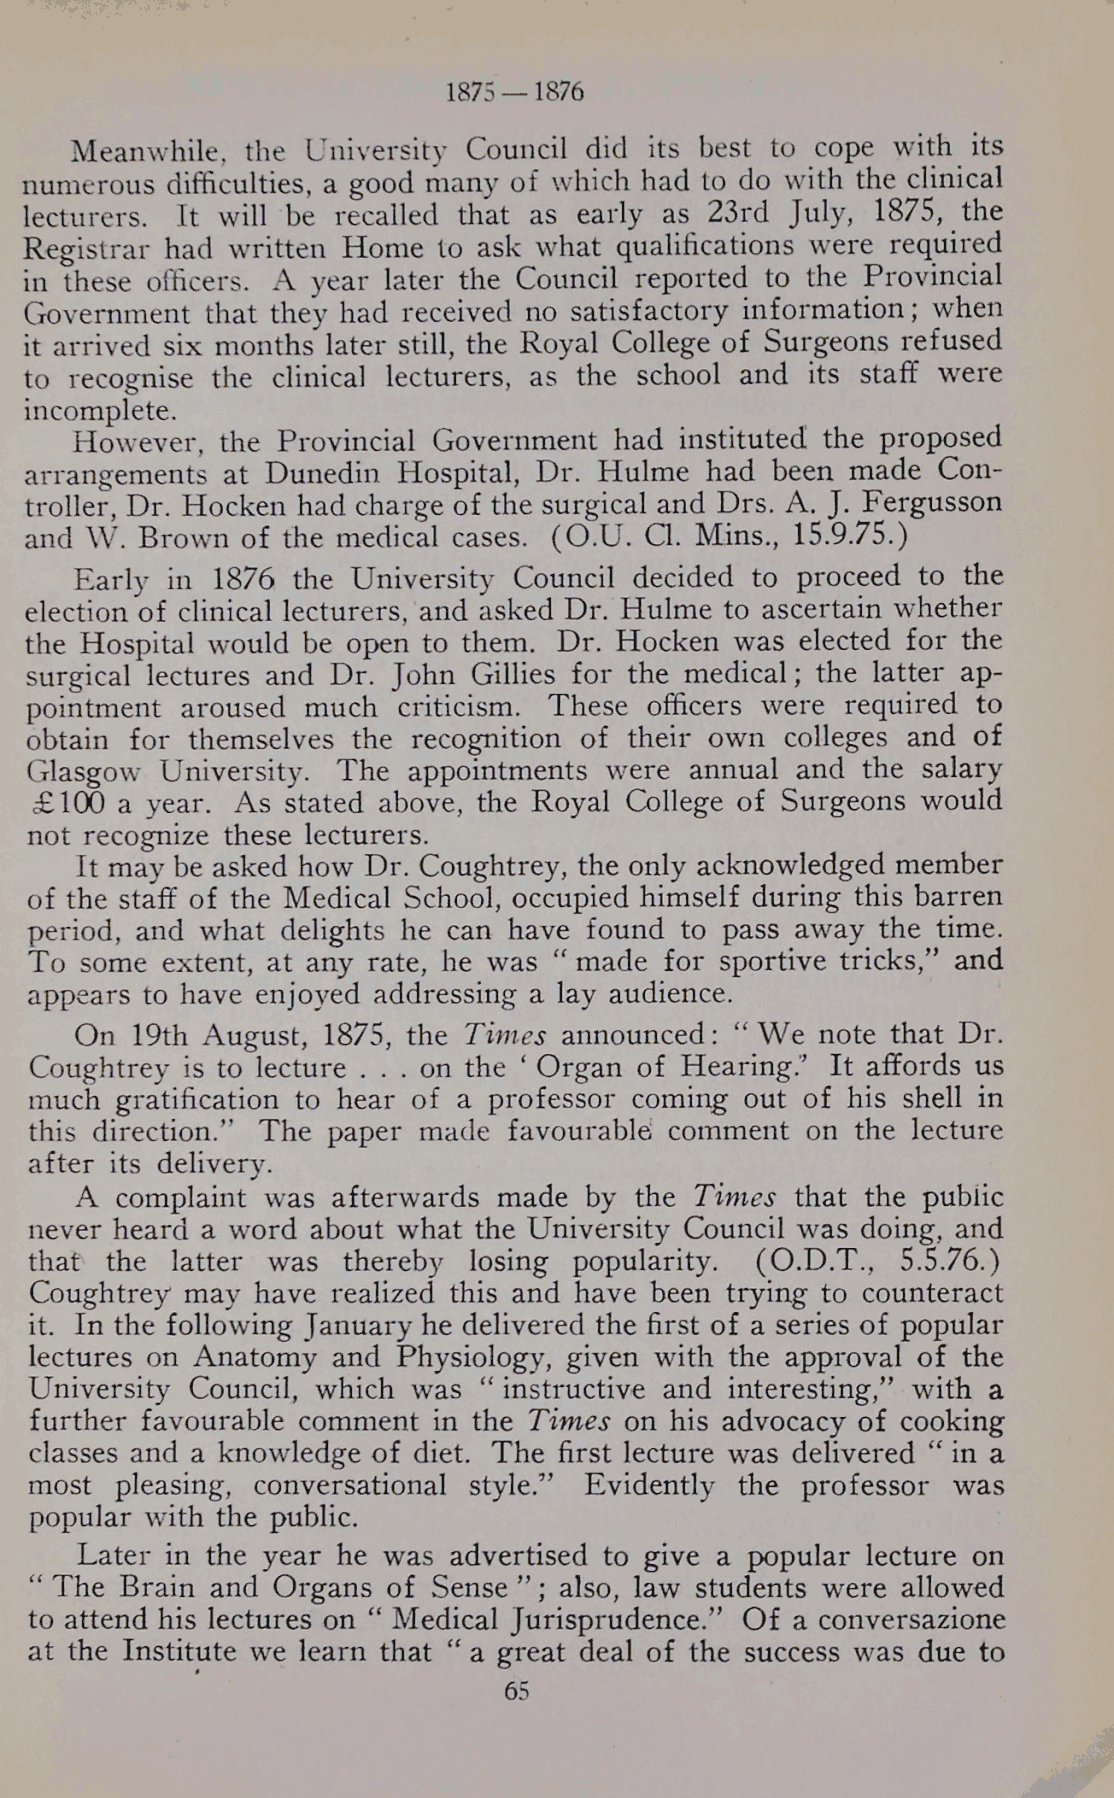 1875 — 1876
Meanwhile, the University Council did its best to cope with its
numerous difficulties, a good many of which had to do with the clinical
lecturers. It will be recalled that as early as 23rd July, 1875, the
Registrar had written Home to ask what qualifications were required
in these officers. A year later the Council reported to the Provincial
Government that they had received no satisfactory information; when
it arrived six months later still, the Royal College of Surgeons refused
to recognise the clinical lecturers, as the school and its staff were
incomplete.
However, the Provincial Government had instituted the proposed
arrangements at Dunedin Hospital, Dr. Hulme had been made Con-
troller, Dr. Hocken had charge of the surgical and Drs. A. J. Fergusson
and W. Brown of the medical cases. (O.U. Cl. Mins., 15.9.75.)
Early in 1876 the University Council decided to proceed to the
election of clinical lecturers, and asked Dr. Hulme to ascertain whether
the Hospital would be open to them. Dr. Hocken was elected for the
surgical lectures and Dr. John Gillies for the medical; the latter ap-
pointment aroused much criticism. These officers were required to
obtain for themselves the recognition of their own colleges and of
Glasgow University. The appointments were annual and the salary
£100 a year. As stated above, the Royal College of Surgeons would
not recognize these lecturers.
It may be asked how Dr. Coughtrey, the only acknowledged member
of the staff of the Medical School, occupied himself during this barren
period, and what delights he can have found to pass away the time.
To some extent, at any rate, he was “ made for sportive tricks,” and
appears to have enjoyed addressing a lay audience.
On 19th August, 1875, the Times announced: “ We note that Dr.
Coughtrey is to lecture . . . on the ‘ Organ of Hearing.’ It affords us
much gratification to hear of a professor coming out of his shell in
this direction.” The paper made favourable comment on the lecture
after its delivery.
A complaint was afterwards made by the Times that the public
never heard a word about what the University Council was doing, and
that the latter was thereby losing popularity. (O.D.T., 5.5.76.)
Coughtrey may have realized this and have been trying to counteract
it. In the following January he delivered the first of a series of popular
lectures on Anatomy and Physiology, given with the approval of the
University Council, which was “ instructive and interesting,” with a
further favourable comment in the Times on his advocacy of cooking
classes and a knowledge of diet. The first lecture was delivered “ in a
most pleasing, conversational style.” Evidently the professor was
popular with the public.
Later in the year he was advertised to give a popular lecture on
“ The Brain and Organs of Sense ”; also, law students were allowed
to attend his lectures on “ Medical Jurisprudence.” Of a conversazione
at the Institute we learn that “ a great deal of the success was due to
65